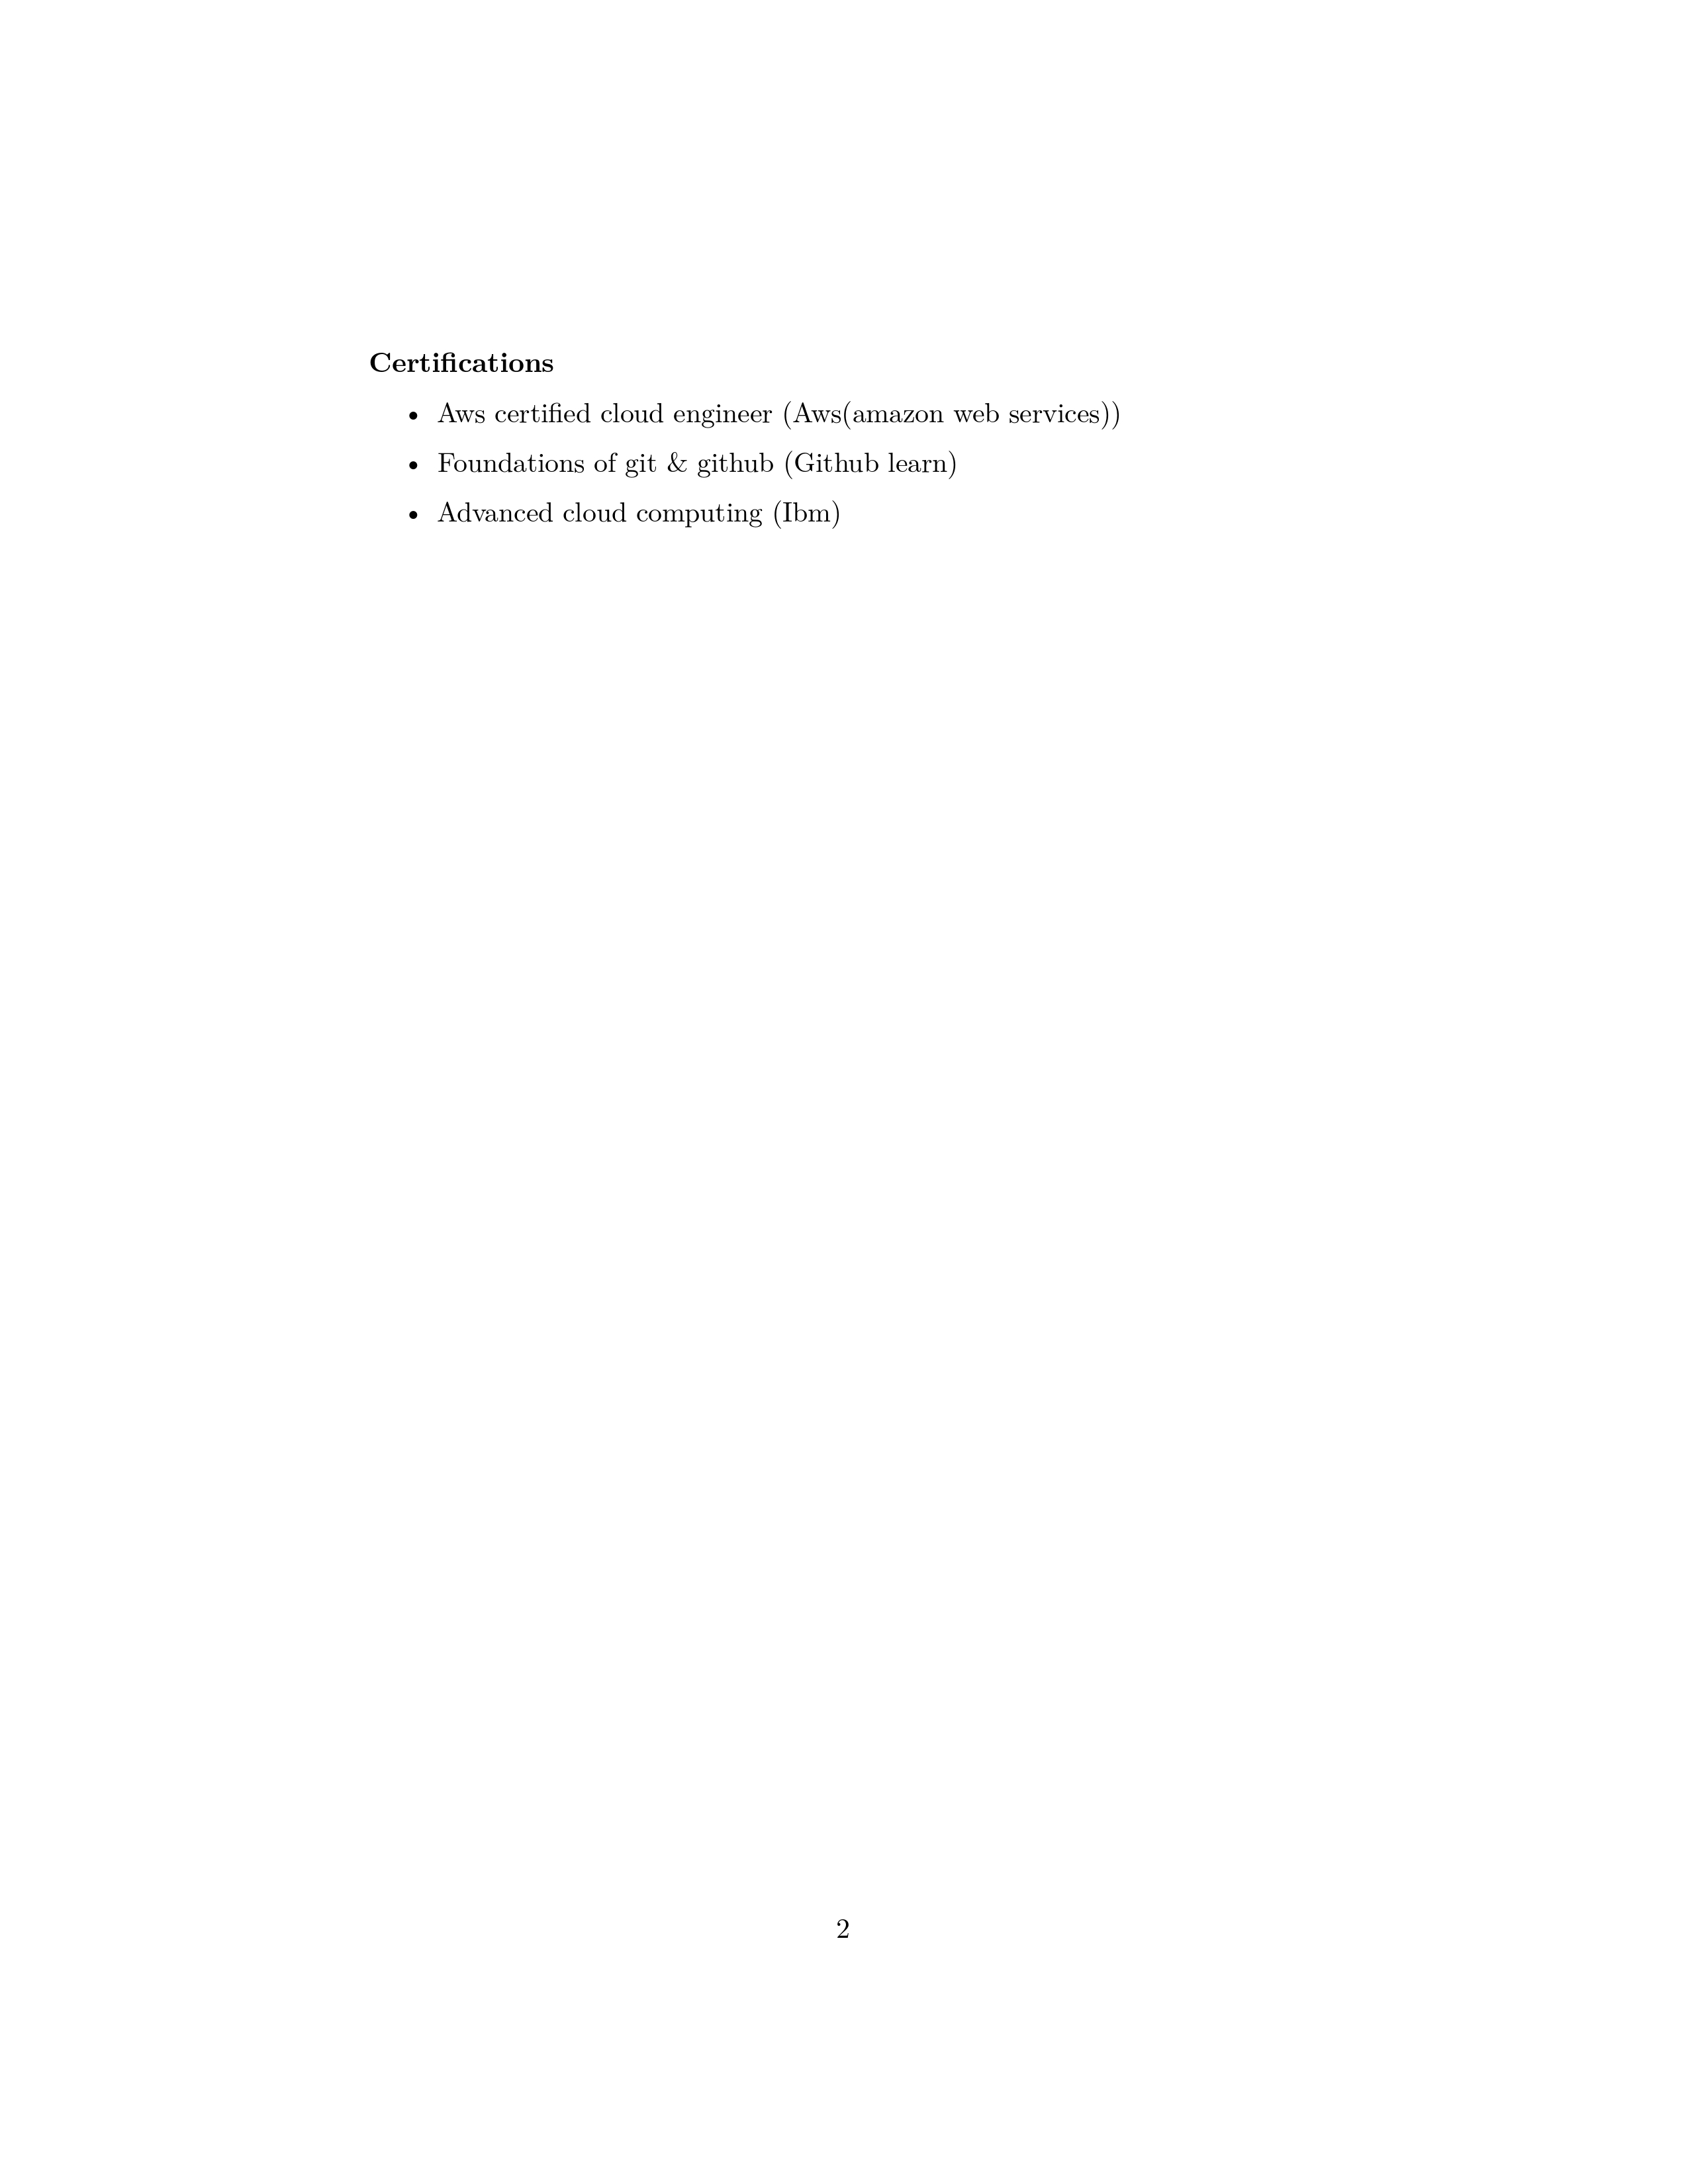 Certifications
• Aws certified cloud engineer (Aws(amazon web services))
• Foundations of git & github (Github learn)
• Advanced cloud computing (Ibm)
2